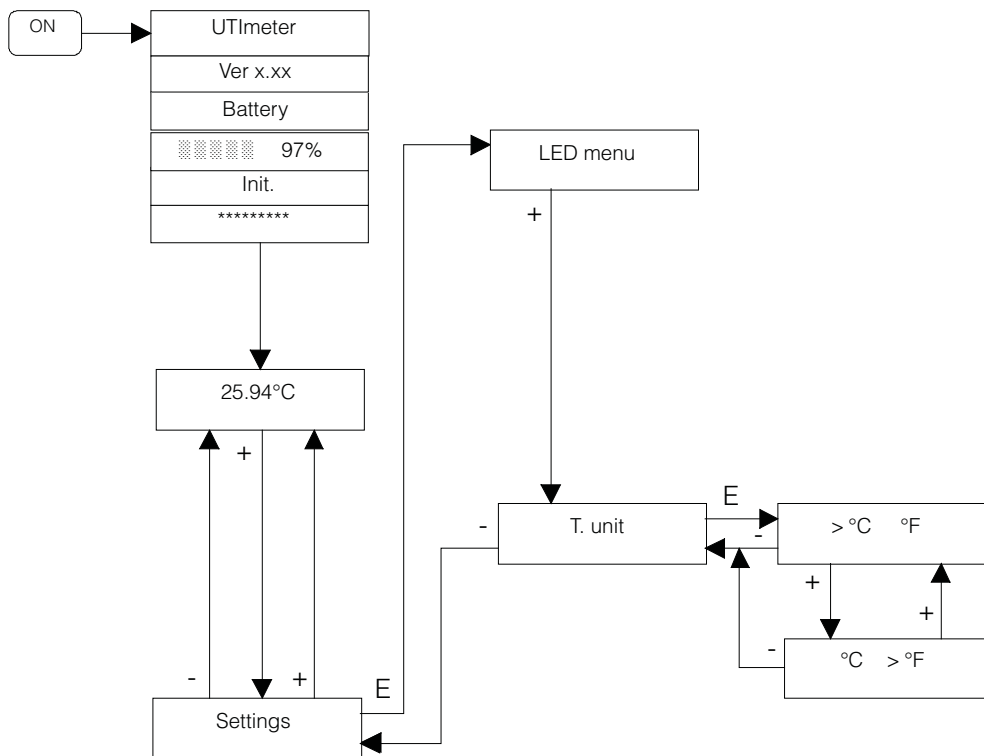 ON
UTImeter
Ver x.xx
Battery
97%
Init.
*********
LED menu
+
25.94°C
+
T. unit
E
-
-
> °C °F
+
+
-
°C > °F
-
+
E
Settings